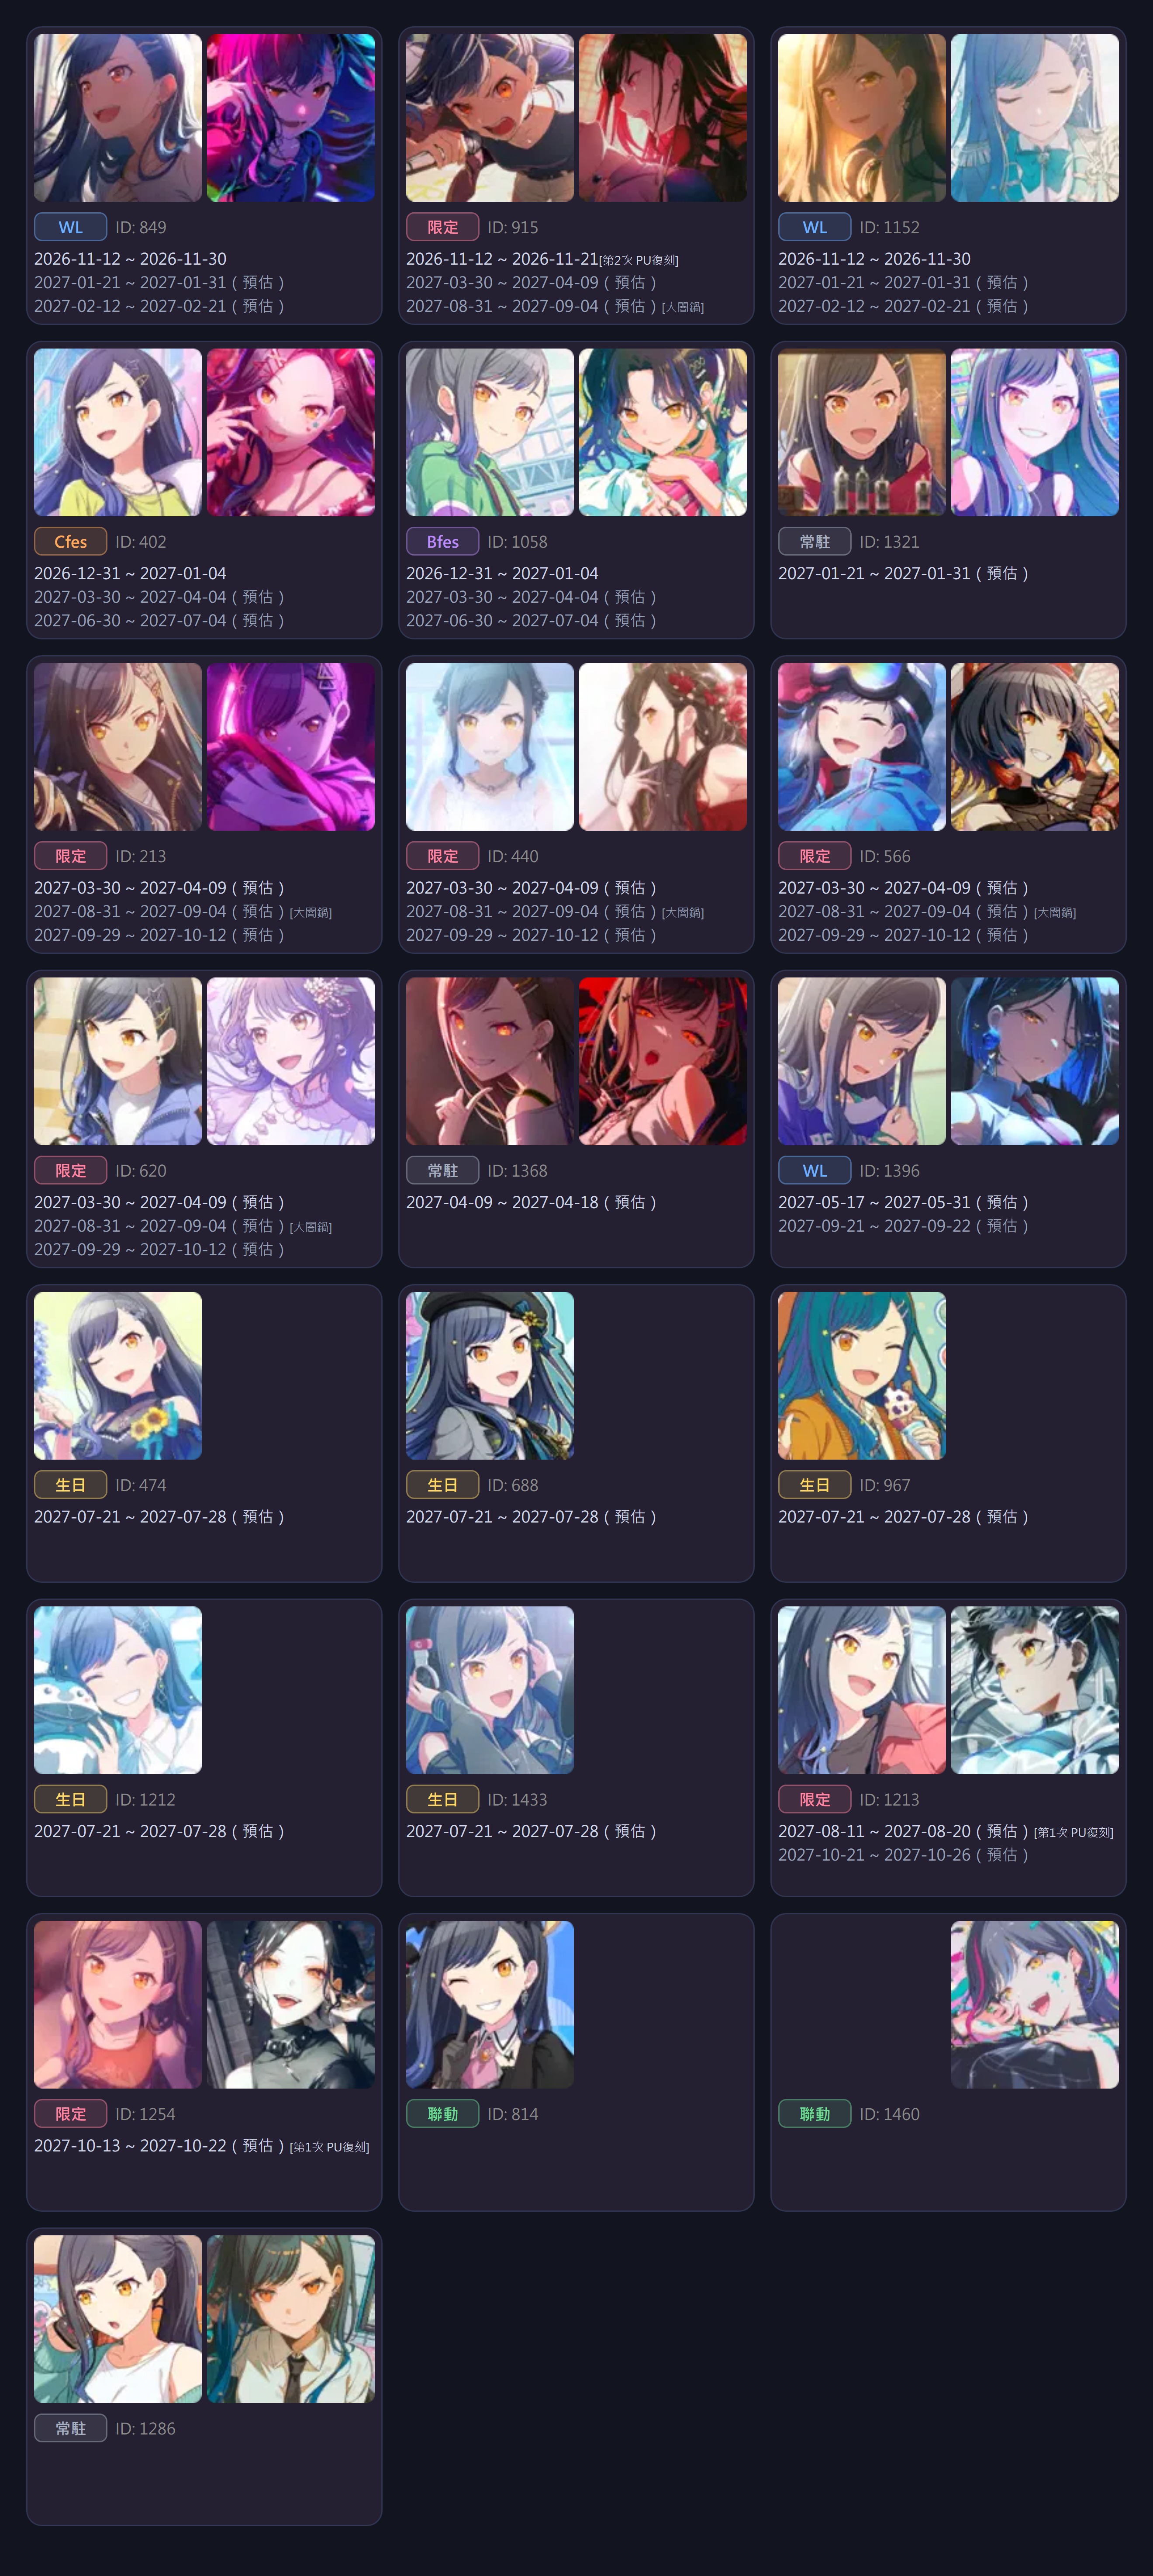 WL ID: 849
2026-11-12 ~ 2026-11-30
2027-01-21 ~ 2027-01-31 ( 預估 )
2027-02-12 ~ 2027-02-21 ( 預估 )
限定 ID: 915
2026-11-12 ~ 2026-11-21[第2次 PU復刻]
2027-03-30 ~ 2027-04-09 ( 預估 )
2027-08-31 ~ 2027-09-04 ( 預估 ) [大闇鍋]
WL ID: 1152
2026-11-12 ~ 2026-11-30
2027-01-21 ~ 2027-01-31 ( 預估 )
2027-02-12 ~ 2027-02-21 ( 預估 )
Cfes ID: 402
2026-12-31 ~ 2027-01-04
2027-03-30 ~ 2027-04-04 ( 預估 )
2027-06-30 ~ 2027-07-04 ( 預估 )
Bfes ID: 1058
2026-12-31 ~ 2027-01-04
2027-03-30 ~ 2027-04-04 ( 預估 )
2027-06-30 ~ 2027-07-04 ( 預估 )
常駐 ID: 1321
2027-01-21 ~ 2027-01-31 ( 預估 )
限定 ID: 213
2027-03-30 ~ 2027-04-09 ( 預估 )
2027-08-31 ~ 2027-09-04 ( 預估 ) [大闇鍋]
2027-09-29 ~ 2027-10-12 ( 預估 )
限定 ID: 440
2027-03-30 ~ 2027-04-09 ( 預估 )
2027-08-31 ~ 2027-09-04 ( 預估 ) [大闇鍋]
2027-09-29 ~ 2027-10-12 ( 預估 )
限定 ID: 566
2027-03-30 ~ 2027-04-09 ( 預估 )
2027-08-31 ~ 2027-09-04 ( 預估 ) [大闇鍋]
2027-09-29 ~ 2027-10-12 ( 預估 )
限定 ID: 620
2027-03-30 ~ 2027-04-09 ( 預估 )
2027-08-31 ~ 2027-09-04 ( 預估 ) [大闇鍋]
2027-09-29 ~ 2027-10-12 ( 預估 )
常駐 ID: 1368
2027-04-09 ~ 2027-04-18 ( 預估 )
WL ID: 1396
2027-05-17 ~ 2027-05-31 ( 預估 )
2027-09-21 ~ 2027-09-22 ( 預估 )
生日 ID: 474
2027-07-21 ~ 2027-07-28 ( 預估 )
生日 ID: 688
2027-07-21 ~ 2027-07-28 ( 預估 )
生日 ID: 967
2027-07-21 ~ 2027-07-28 ( 預估 )
生日 ID: 1212
2027-07-21 ~ 2027-07-28 ( 預估 )
生日 ID: 1433
2027-07-21 ~ 2027-07-28 ( 預估 )
限定 ID: 1213
2027-08-11 ~ 2027-08-20 ( 預估 ) [第1次 PU復刻]
2027-10-21 ~ 2027-10-26 ( 預估 )
限定 ID: 1254
2027-10-13 ~ 2027-10-22 ( 預估 ) [第1次 PU復刻]
聯動 ID: 814
聯動 ID: 1460
常駐 ID: 1286